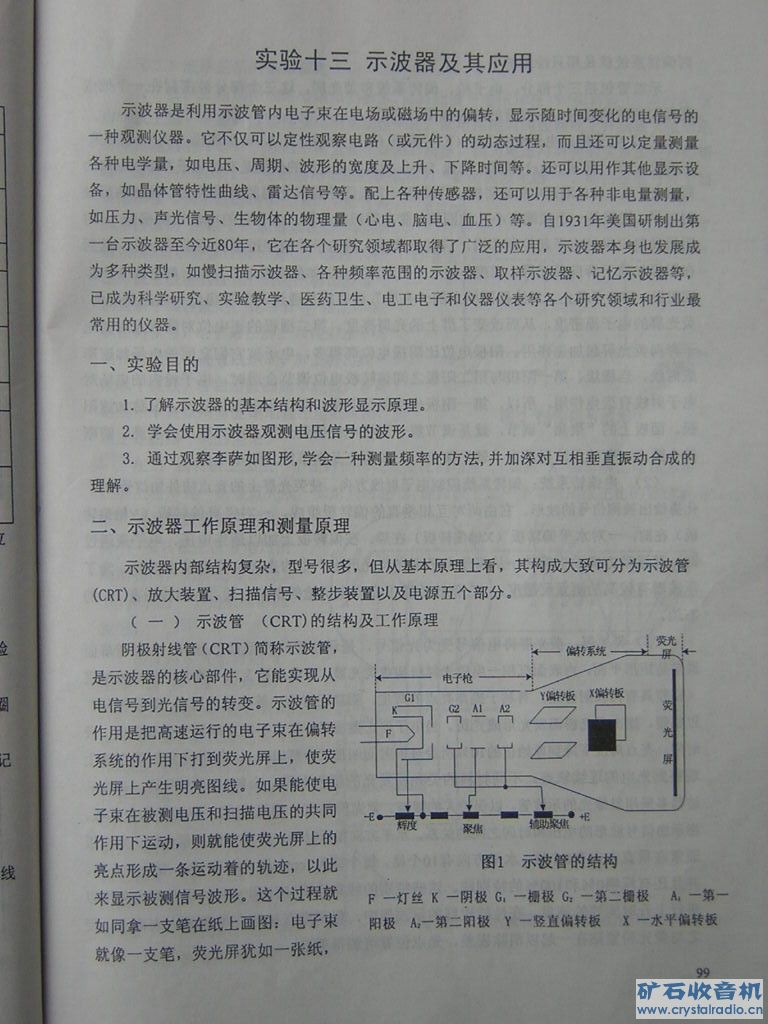 实验十三 示波器及其应用
示波器是利用示波管内电子束在电场或磁场中的偏转，显示随时间变化的电信号的
一种观测仪器。它不仅可以定性观察电路（或元件）的动态过程，而且还可以定量测量
各种电学量，如电压、周期、波形的宽度及上升、下降时间等。还可以用作其他显示设
备，如晶体管特性曲线、雷达信号等。配上各种传感器，还可以用于各种非电量测量，
如压力、声光信号、生物体的物理量（心电、脑电、血压）等。自1931年美国研制出第
一台示波器至今近80年，它在各个研究领域都取得了广泛的应用，示波器本身也发展成
为多种类型，如慢扫描示波器、各种频率范围的示波器、取样示波器、记忆示波器等，
已成为科学研究、实验教学、医药卫生、电工电子和仪器仪表等各个研究领域和行业最
常用的仪器。
一、实验目的
1. 了解示波器的基本结构和波形显示原理。
2. 学会使用示波器观测电压信号的波形。
3. 通过观察李萨如图形,学会一种测量频率的方法,并加深对互相垂直振动合成的
理解。
二、示波器工作原理和测量原理
示波器内部结构复杂，型号很多，但从基本原理上看，其构成大致可分为示波管
(CRT)、放大装置、扫描信号、整步装置以及电源五个部分。
（一） 示波管 （CRT)的结构及工作原理
阴极射线管(CRT)简称示波管，
是示波器的核心部件，它能实现从
电信号到光信号的转变。示波管的
作用是把高速运行的电子束在偏转
系统的作用下打到荧光屏上，使荧
光屏上产生明亮图线。如果能使电
子束在被测电压和扫描电压的共同
作用下运动，则就能使荧光屏上的
亮点形成一条运动着的轨迹，以此
来显示被测信号波形。这个过程就
如同拿一支笔在纸上画图：电子束
就像一支笔，荧光屏犹如一张纸，
荧光
屏
偏转系统
电子枪
G1
K
F
G2 A1 A2
Y偏转板 X偏转板
荧
光
屏
-E
辉度
聚焦
辅助聚焦
+E
图1 示波管的结构
F 一灯丝 K 一阴极 G₁ 一栅极 G₂ 一第二栅极 A₁ 一第一
阳极 A₂一第二阳极 Y 一竖直偏转板 X 一水平偏转板
99
验
圈
记
线
矿石收音机
www.crystalradio.cn